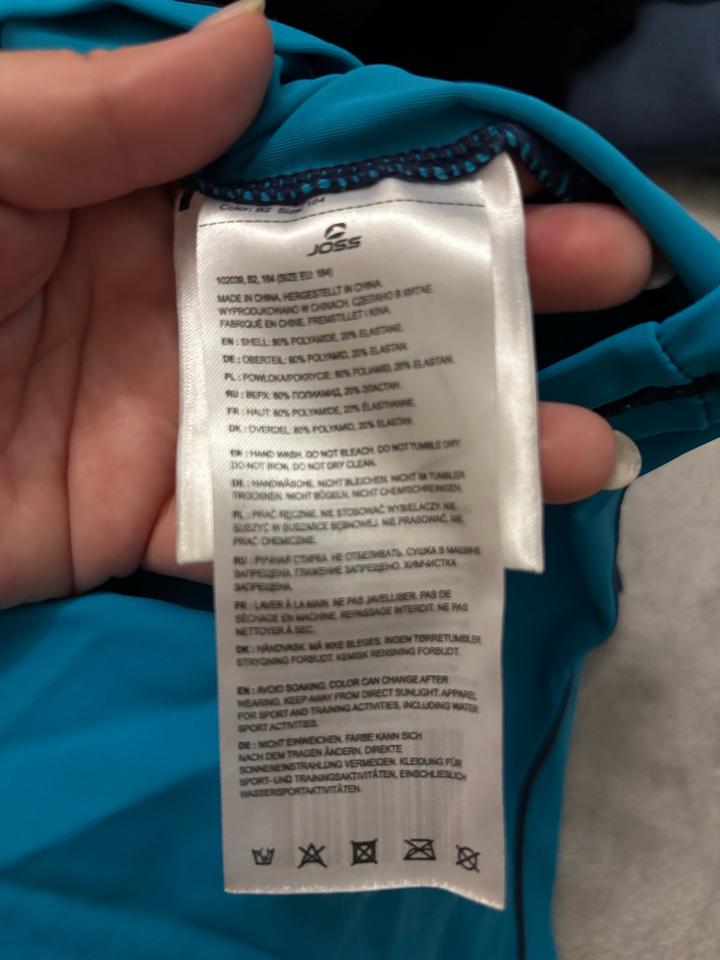 Color: B2 Size: 164
JOSS
102039, B2, 164 (SIZE EU: 164)
MADE IN CHINA, HERGESTELLT IN CHINA.
WYPRODUKOWANO W CHINACH, СДЕЛАНО В КИТАЕ.
FABRIQUÉ EN CHINE, FREMSTILLET I KINA.
EN : SHELL: 80% POLYAMIDE, 20% ELASTANE.
DE : OBERTEIL: 80% POLYAMID, 20% ELASTAN.
PL : POWŁOKA/POKRYCIE: 80% POLIAMID, 20% ELASTAN.
RU : ВЕРХ: 80% ПОЛИАМИД, 20% ЭЛАСТАН.
FR : HAUT: 80% POLYAMIDE, 20% ÉLASTHANNE.
DK : OVERDEL: 80% POLYAMID, 20% ELASTAN.
EN : HAND WASH. DO NOT BLEACH. DO NOT TUMBLE DRY.
DO NOT IRON. DO NOT DRY CLEAN.
DE : HANDWÄSCHE. NICHT BLEICHEN. NICHT IM TUMBLER
TROCKNEN. NICHT BÜGELN. NICHT CHEMISCHREINIGEN.
PL : PRAĆ RĘCZNIE. NIE STOSOWAĆ WYBIELACZY. NIE
SUSZYĆ W SUSZARCE BĘBNOWEJ. NIE PRASOWAĆ. NIE
PRAĆ CHEMICZNIE.
RU : РУЧНАЯ СТИРКА. НЕ ОТБЕЛИВАТЬ. СУШКА В МАШИНЕ
ЗАПРЕЩЕНА. ГЛАЖЕНИЕ ЗАПРЕЩЕНО. ХИМЧИСТКА
ЗАПРЕЩЕНА.
FR : LAVER À LA MAIN. NE PAS JAVELLISER. PAS DE
SÉCHAGE EN MACHINE. REPASSAGE INTERDIT. NE PAS
NETTOYER À SEC.
DK : HÅNDVASK. MÅ IKKE BLEGES. INGEN TØRRETUMBLER.
STRYGNING FORBUDT. KEMISK RENSNING FORBUDT.
EN : AVOID SOAKING, COLOR CAN CHANGE AFTER
WEARING. KEEP AWAY FROM DIRECT SUNLIGHT. APPAREL
FOR SPORT AND TRAINING ACTIVITIES, INCLUDING WATER
SPORT ACTIVITIES.
DE : NICHT EINWEICHEN. FARBE KANN SICH
NACH DEM TRAGEN ÄNDERN. DIREKTE
SONNENEINSTRAHLUNG VERMEIDEN. KLEIDUNG FÜR
SPORT- UND TRAININGSAKTIVITÄTEN, EINSCHLIESSLICH
WASSERSPORTAKTIVITÄTEN.